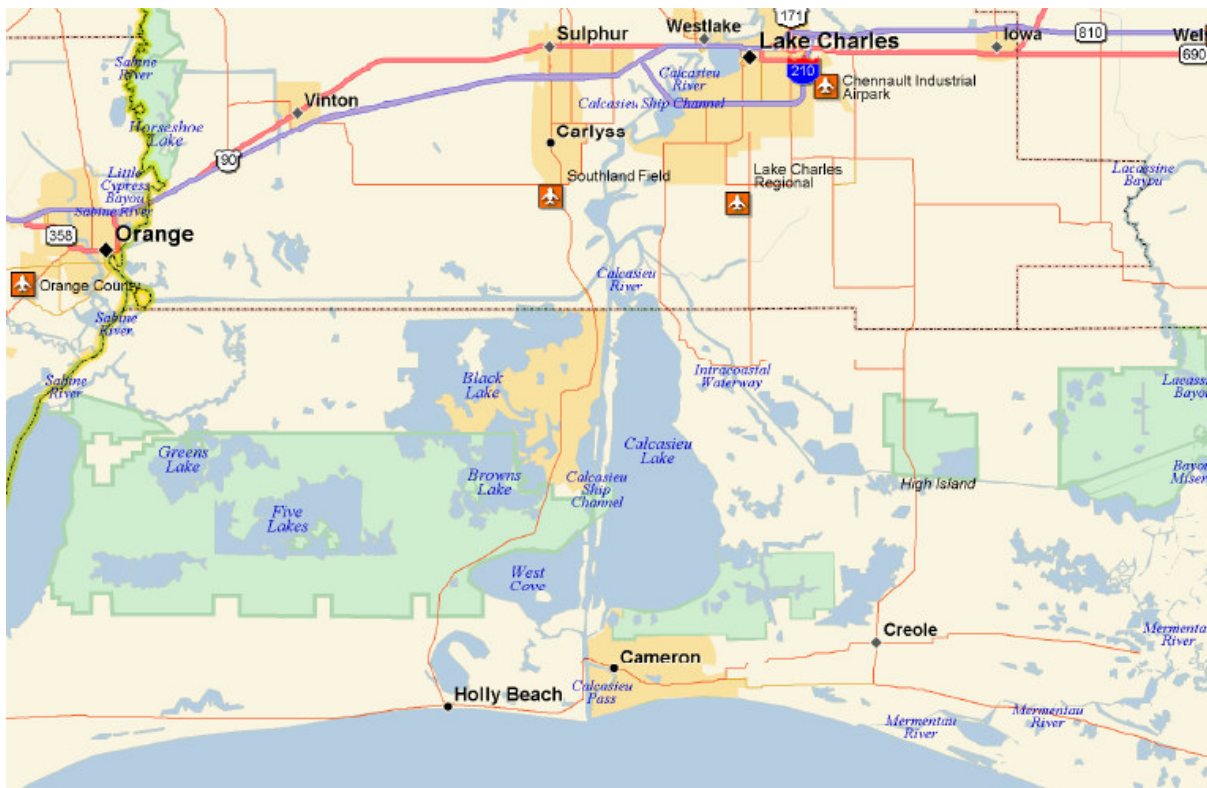 171
Westlake
Sulphur
810
Iowa
Wel
690
Lake Charles
Sabine
River
Calcasieu
River
210
Chennault Industrial
Airpark
Vinton
Calcasieu Ship Channel
Horseshoe
Lake
Carlyss
90
Little
Cypress
Bayou
Sabine River
Southland Field
Lake Charles
Regional
Lacassine
Bayou
358
Orange
Orange County
Calcasieu
River
Sabine
River
Sabine
River
Black
Lake
Intracoastal
Waterway
Lacassine
Bayou
Greens
Lake
Browns
Lake
Calcasieu
Ship
Channel
Calcasieu
Lake
High Island
Bayou
Misere
Five
Lakes
West
Cove
Creole
Mermentau
River
Cameron
Calcasieu
Pass
Holly Beach
Mermentau
River
Mermentau
River